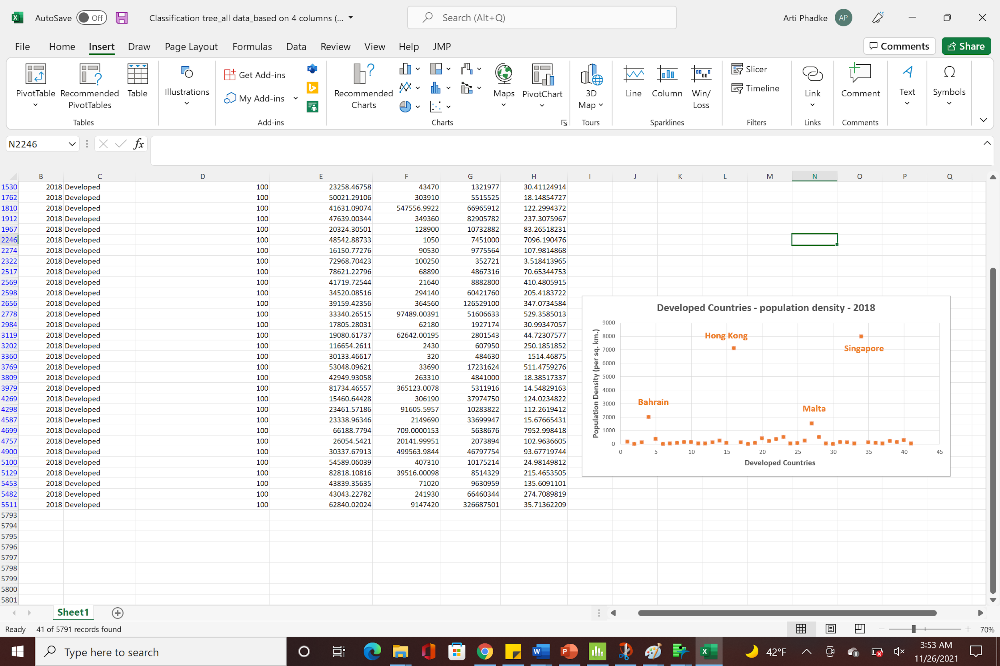 AutoSave Off Classification tree_all data_based on 4 columns (... Search (Alt+Q) Arti Phadke AP
File Home Insert Draw Page Layout Formulas Data Review View Help JMP Comments Share
PivotTable Recommended PivotTables Table
Tables
Illustrations
Get Add-ins
My Add-ins
Add-ins
Recommended Charts
Maps PivotChart
Charts
3D Map
Tours
Line Column Win/Loss
Sparklines
Slicer
Timeline
Filters
Link
Links
Comment
Comments
Text
Symbols
N2246 fx
B C D E F G H I J K L M N O P Q
1530 2018 Developed 100 23258.46758 43470 1321977 30.41124914
1762 2018 Developed 100 50021.29106 303910 5515525 18.14854727
1810 2018 Developed 100 41631.09074 547556.9922 66965912 122.2994372
1912 2018 Developed 100 47639.00344 349360 82905782 237.3075967
1967 2018 Developed 100 20324.30501 128900 10732882 83.26518231
2246 2018 Developed 100 48542.88733 1050 7451000 7096.190476
2274 2018 Developed 100 16150.77276 90530 9775564 107.9814868
2322 2018 Developed 100 72968.70423 100250 352721 3.518413965
2517 2018 Developed 100 78621.22796 68890 4867316 70.65344753
2569 2018 Developed 100 41719.72544 21640 8882800 410.4805915
2598 2018 Developed 100 34520.08516 294140 60421760 205.4183722
2656 2018 Developed 100 39159.42356 364560 126529100 347.0734584
2778 2018 Developed 100 33340.26515 97489.00391 51606633 529.3585013
2984 2018 Developed 100 17805.28031 62180 1927174 30.99347057
3119 2018 Developed 100 19080.61737 62642.00195 2801543 44.72307577
3202 2018 Developed 100 116654.2611 2430 607950 250.1851852
3360 2018 Developed 100 30133.46617 320 484630 1514.46875
3769 2018 Developed 100 53048.09621 33690 17231624 511.4759276
3809 2018 Developed 100 42949.93058 263310 4841000 18.38517337
3979 2018 Developed 100 81734.46557 365123.0078 5311916 14.54829163
4269 2018 Developed 100 15460.64428 306190 37974750 124.0234822
4298 2018 Developed 100 23461.57186 91605.5957 10283822 112.2619412
4587 2018 Developed 100 23338.96346 2149690 33699947 15.67665431
4699 2018 Developed 100 66188.7794 709.0000153 5638676 7952.998418
4757 2018 Developed 100 26054.5421 20141.99951 2073894 102.9636605
4900 2018 Developed 100 30337.67913 499563.9844 46797754 93.67719744
5100 2018 Developed 100 54589.06039 407310 10175214 24.98149812
5129 2018 Developed 100 82818.10816 39516.00098 8514329 215.4653505
5453 2018 Developed 100 43839.35635 71020 9630959 135.6091101
5482 2018 Developed 100 43043.22782 241930 66460344 274.7089819
5511 2018 Developed 100 62840.02024 9147420 326687501 35.71362209
5793
5794
5795
5796
5797
5798
5799
5800
5801
Developed Countries - population density - 2018
Population Density (per sq. km.)
9000
8000
7000
6000
5000
4000
3000
2000
1000
0
Hong Kong
Singapore
Bahrain
Malta
0 5 10 15 20 25 30 35 40 45
Developed Countries
Sheet1
Ready 41 of 5791 records found 70%
Type here to search 42°F 3:53 AM
11/26/2021